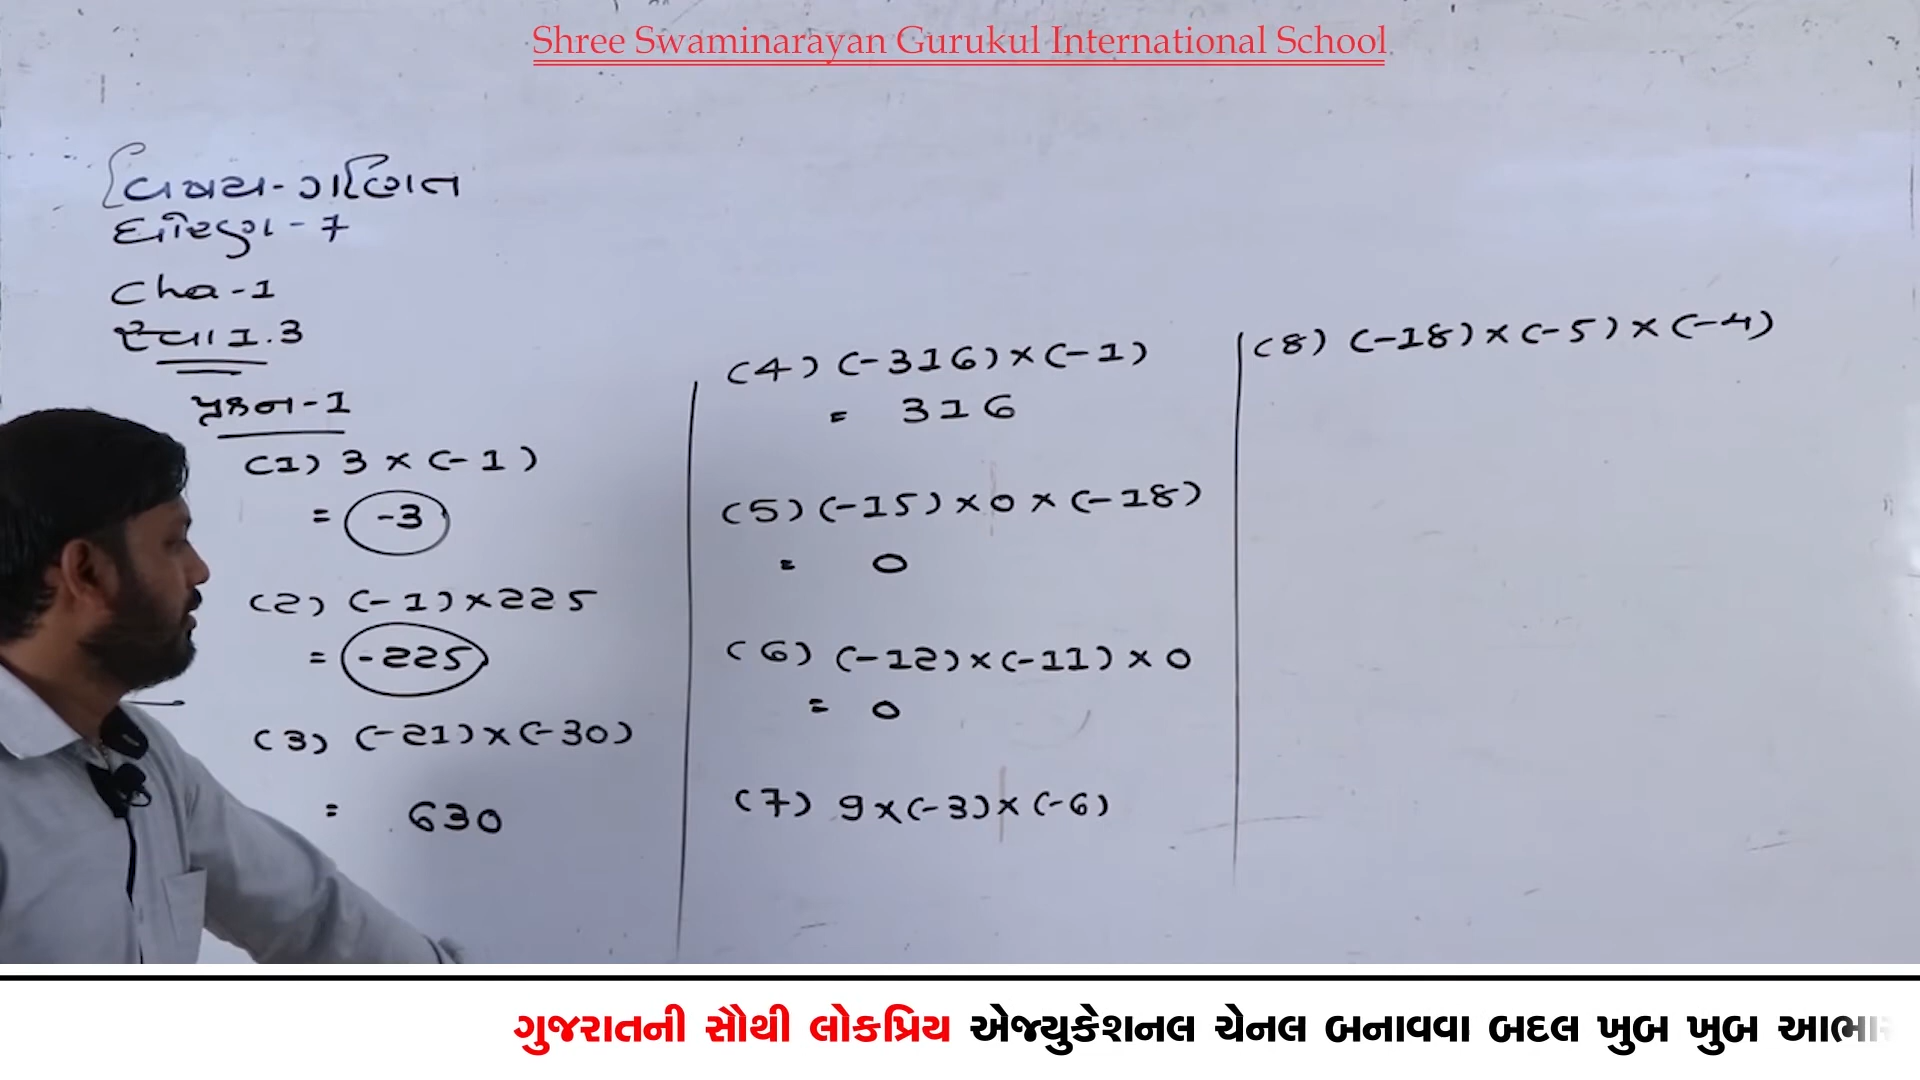 Shree Swaminarayan Gurukul International School
વિષય - ગણિત
ધોરણ - 7
Cha - 1
સ્વા 1.3
પ્રશ્ન - 1
(1) 3 × (-1)
= -3
(2) (-1) × 225
= -225
(3) (-21) × (-30)
= 630
(4) (-316) × (-1)
= 316
(5) (-15) × 0 × (-18)
= 0
(6) (-12) × (-11) × 0
= 0
(7) 9 × (-3) × (-6)
(8) (-18) × (-5) × (-4)
ગુજરાતની સૌથી લોકપ્રિય એજ્યુકેશનલ ચેનલ બનાવવા બદલ ખુબ ખુબ